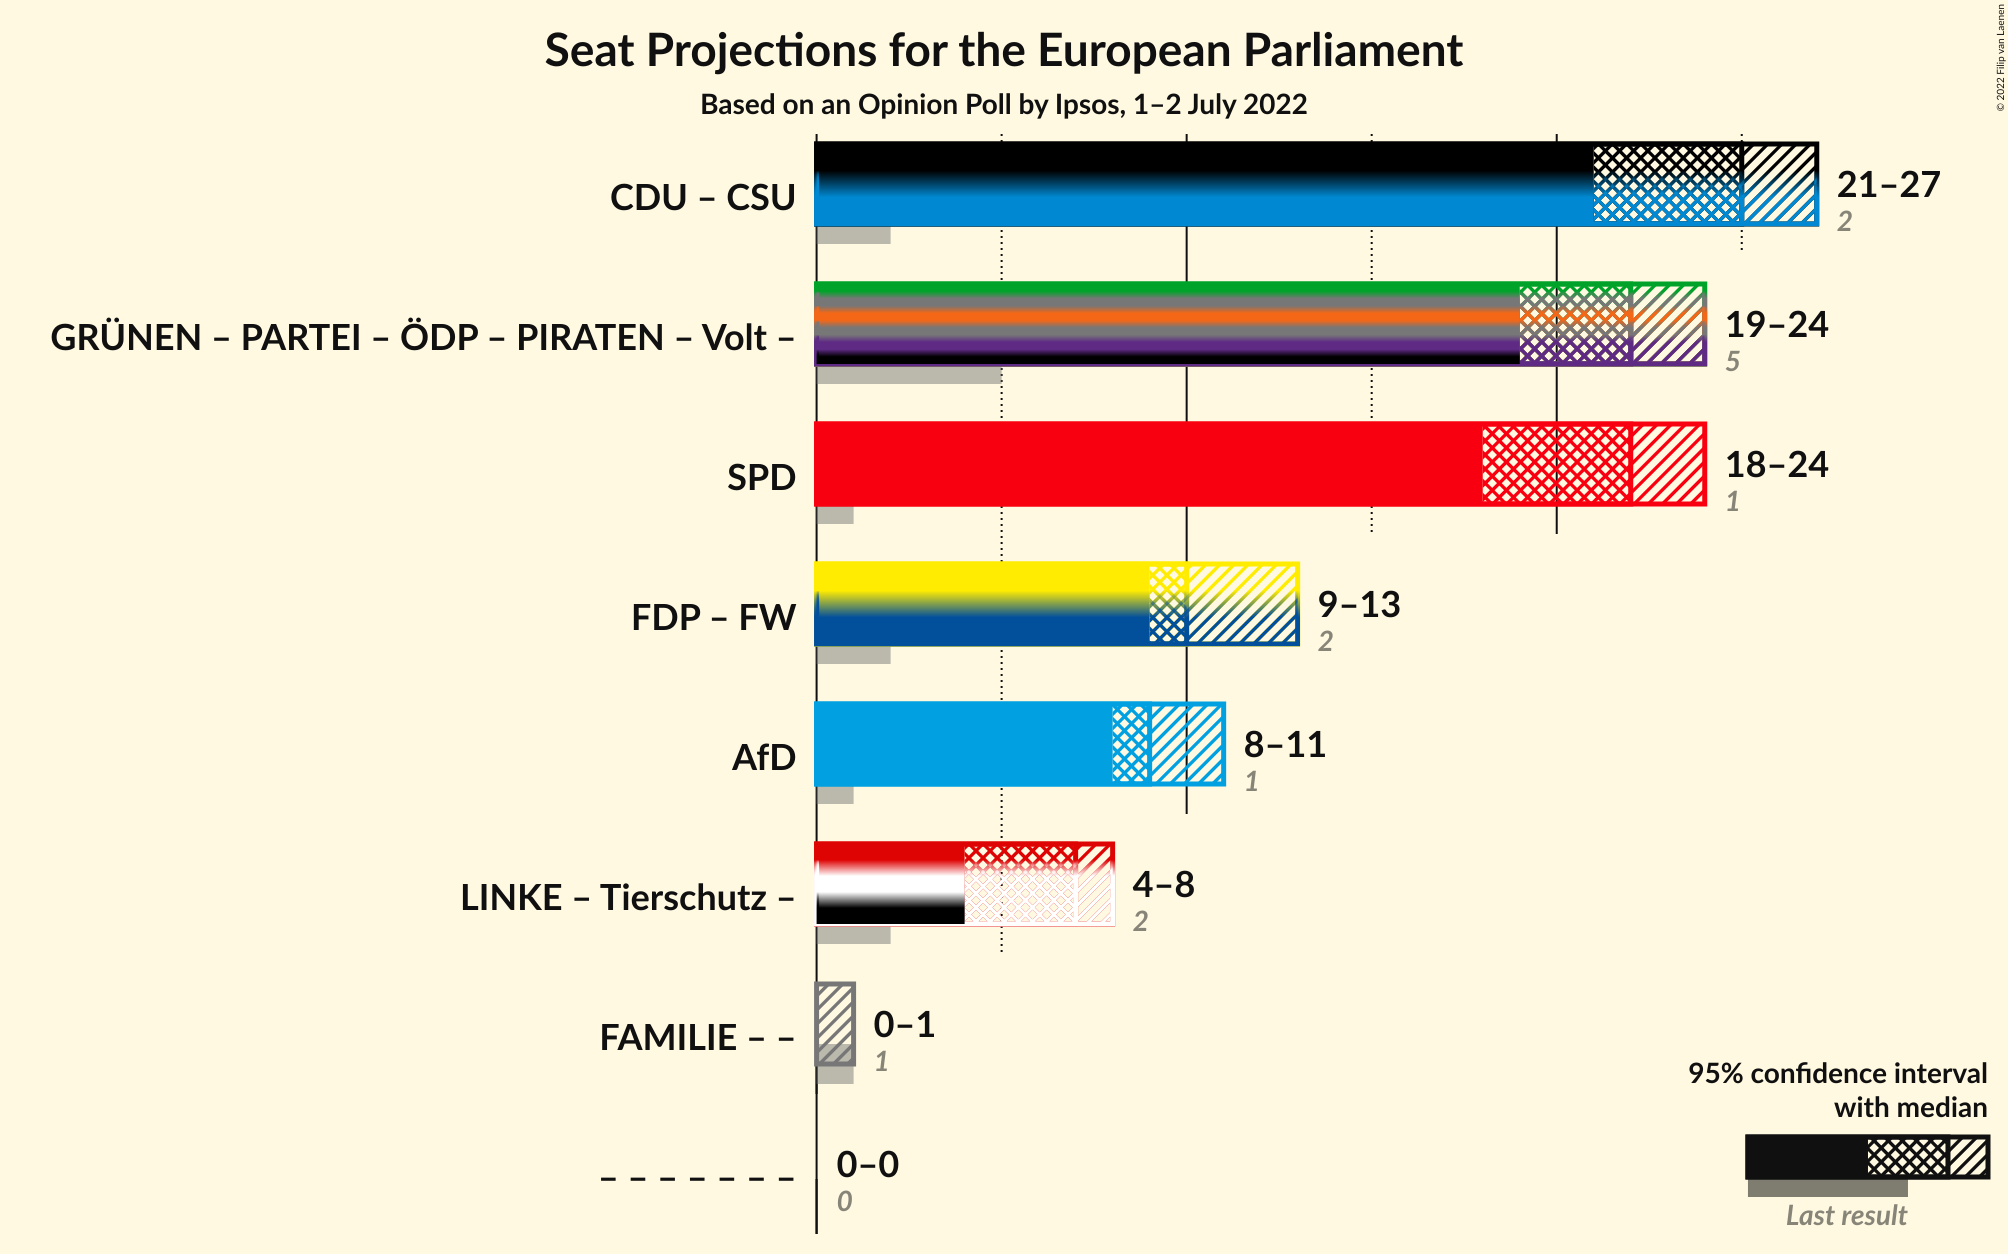 Seat Projections for the European Parliament
Based on an Opinion Poll by Ipsos, 1–2 July 2022
© 2022 Filip van Laenen
CDU – CSU
21–27
2
GRÜNEN – PARTEI – ÖDP – PIRATEN – Volt –
19–24
5
SPD
18–24
1
FDP – FW
9–13
2
AfD
8–11
1
LINKE – Tierschutz –
4–8
2
FAMILIE – –
0–1
1
– – – – – – –
0–0
0
95% confidence interval
with median
Last result